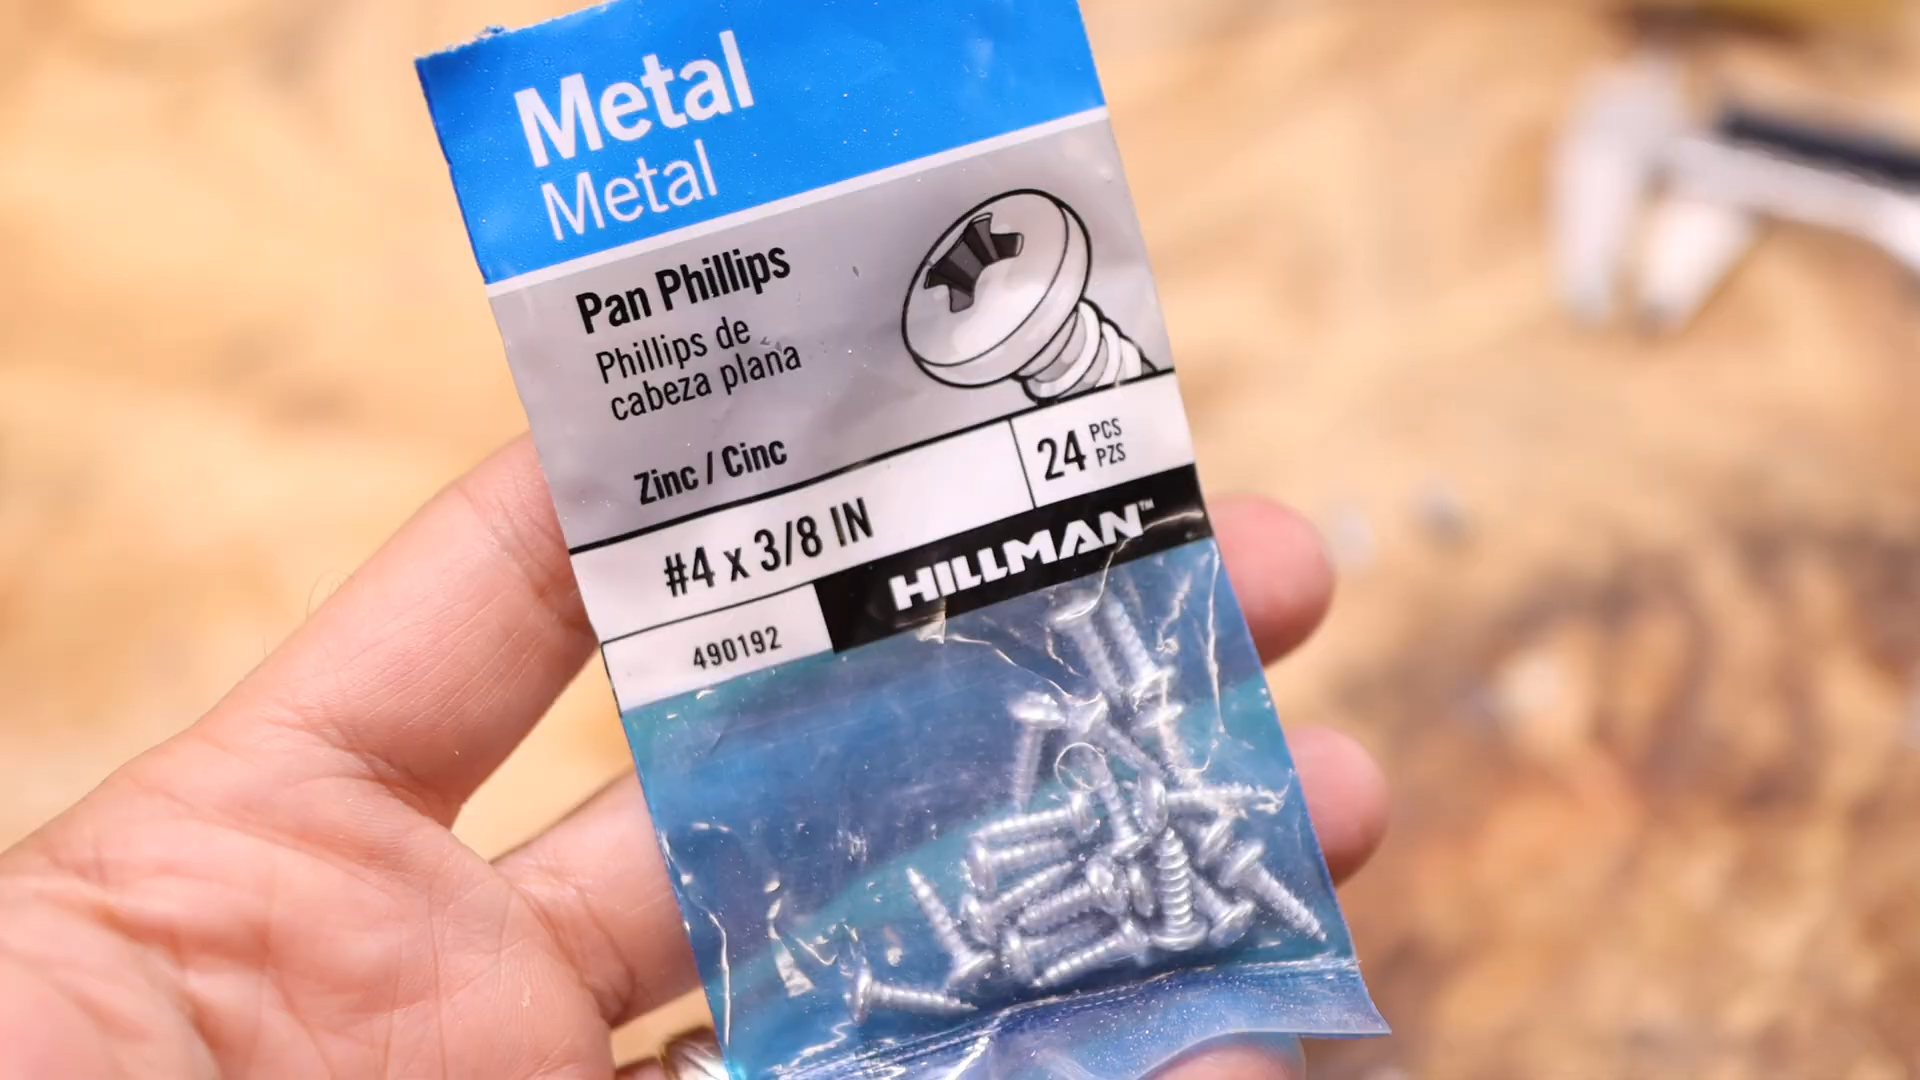 Metal
Metal
Pan Phillips
Phillips de
cabeza plana
Zinc / Cinc
#4 x 3/8 IN
24 PCS
PZS
HILLMAN™
490192